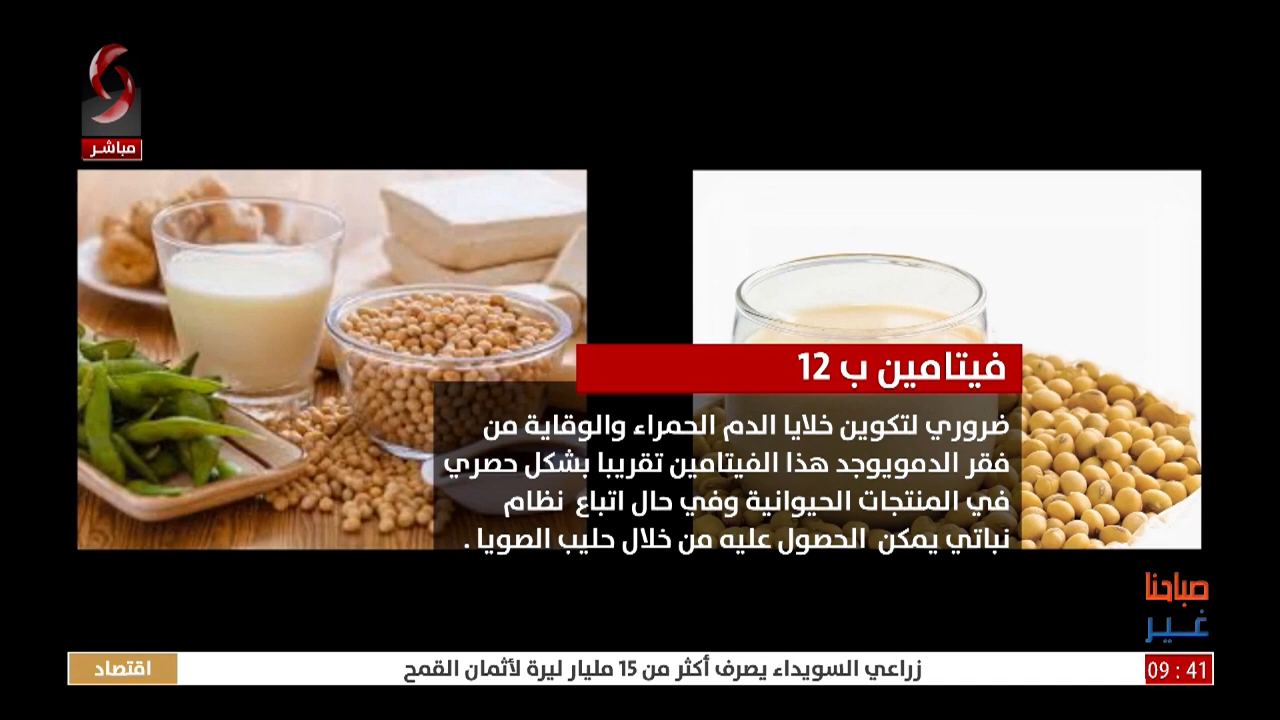 مباشر
فيتامين ب 12
ضروري لتكوين خلايا الدم الحمراء والوقاية من
فقر الدمويوجد هذا الفيتامين تقريبا بشكل حصري
في المنتجات الحيوانية وفي حال اتباع نظام
نباتي يمكن الحصول عليه من خلال حليب الصويا .
صباحنا
غير
اقتصاد
زراعي السويداء يصرف أكثر من 15 مليار ليرة لأثمان القمح
09 : 41